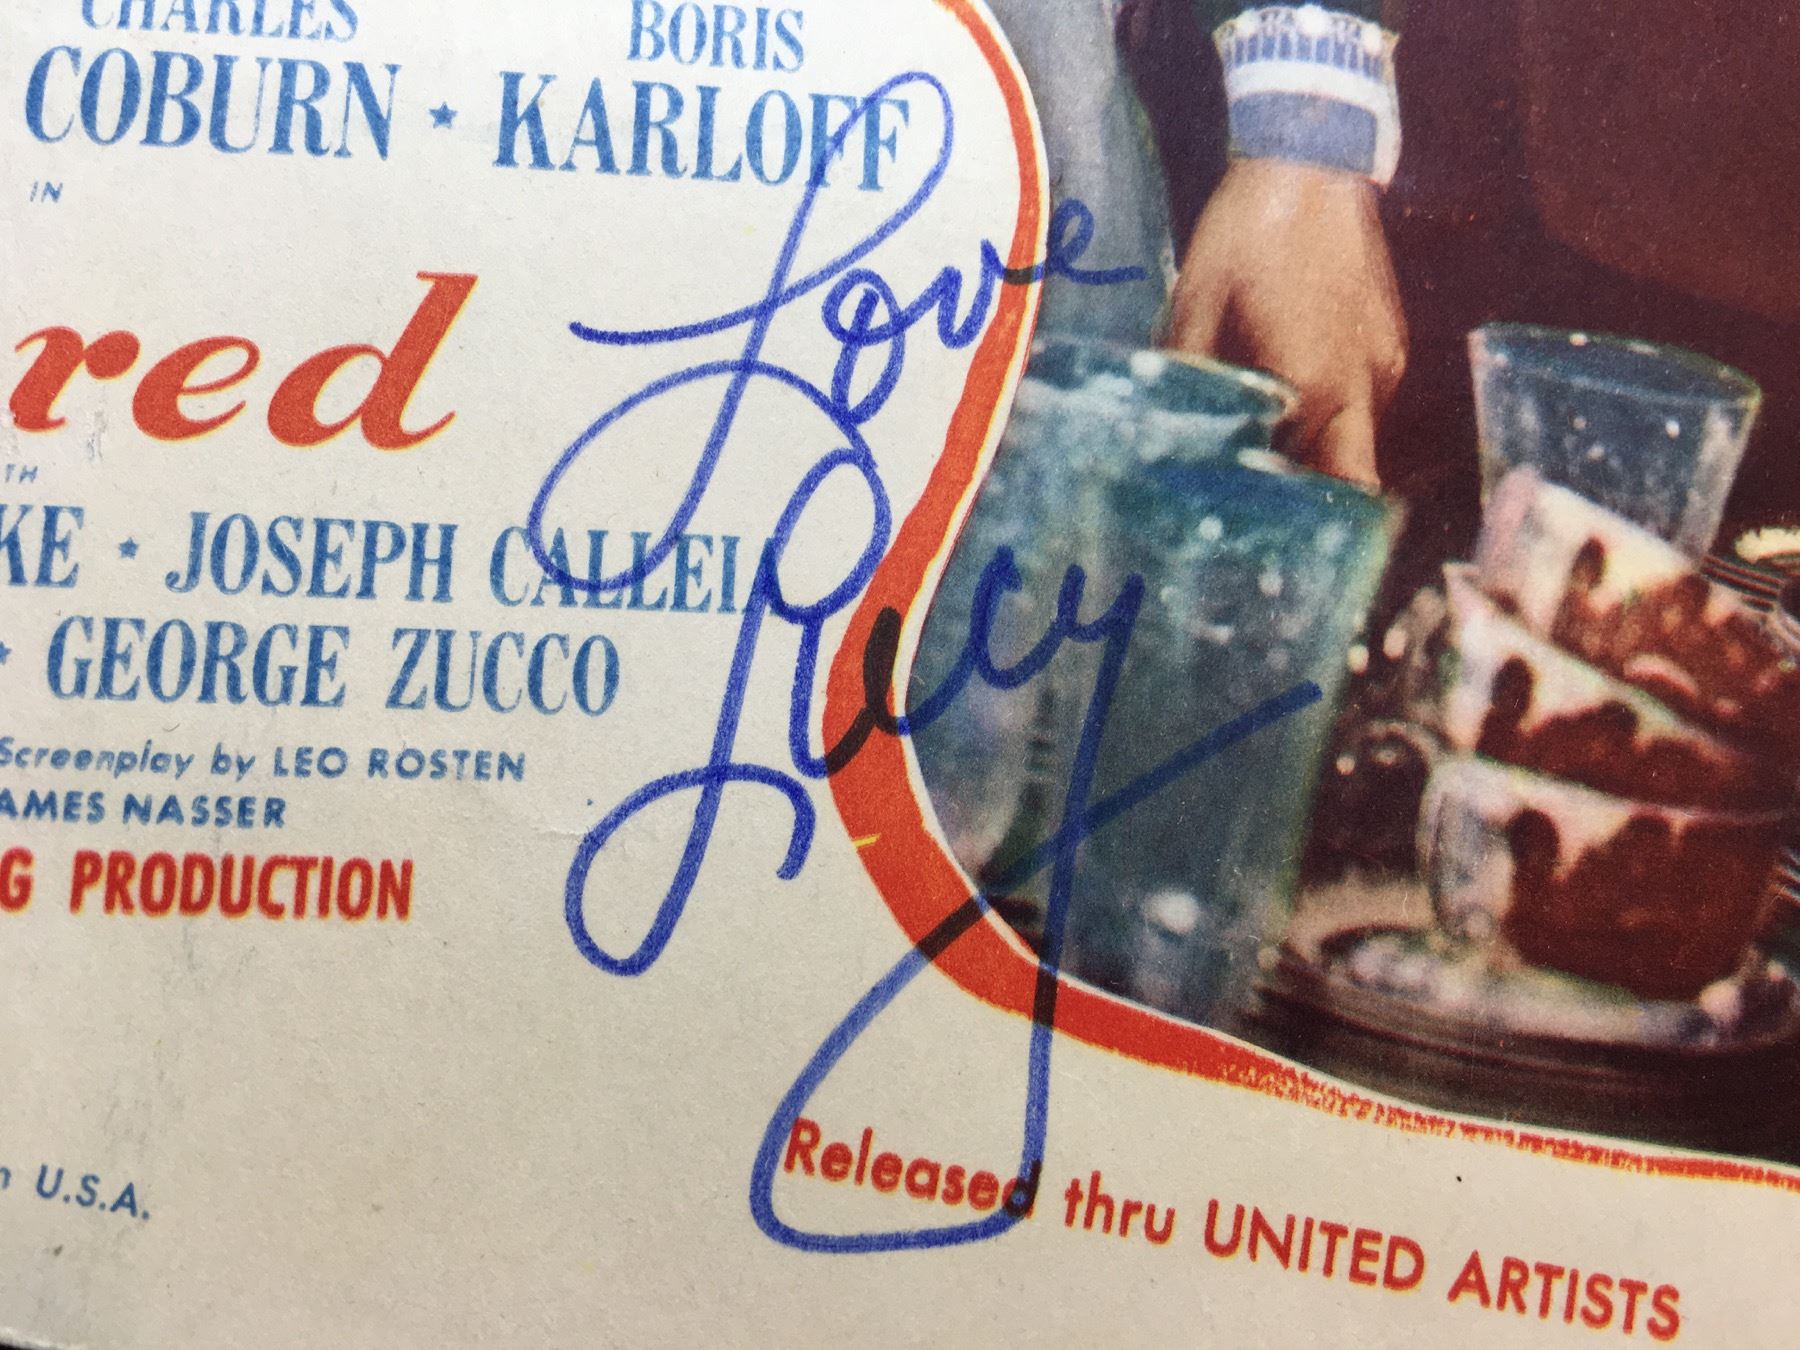 CHARLES
COBURN ★
BORIS
KARLOFF
IN
red
TH
KE ★ JOSEPH CALLEIA
★ GEORGE ZUCCO
Screenplay by LEO ROSTEN
AMES NASSER
G PRODUCTION
Love
Lucy
n U.S.A.
Released thru UNITED ARTISTS